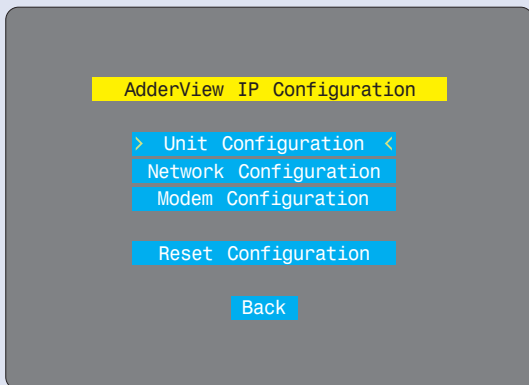 AdderView IP Configuration
> Unit Configuration <
Network Configuration
Modem Configuration
Reset Configuration
Back